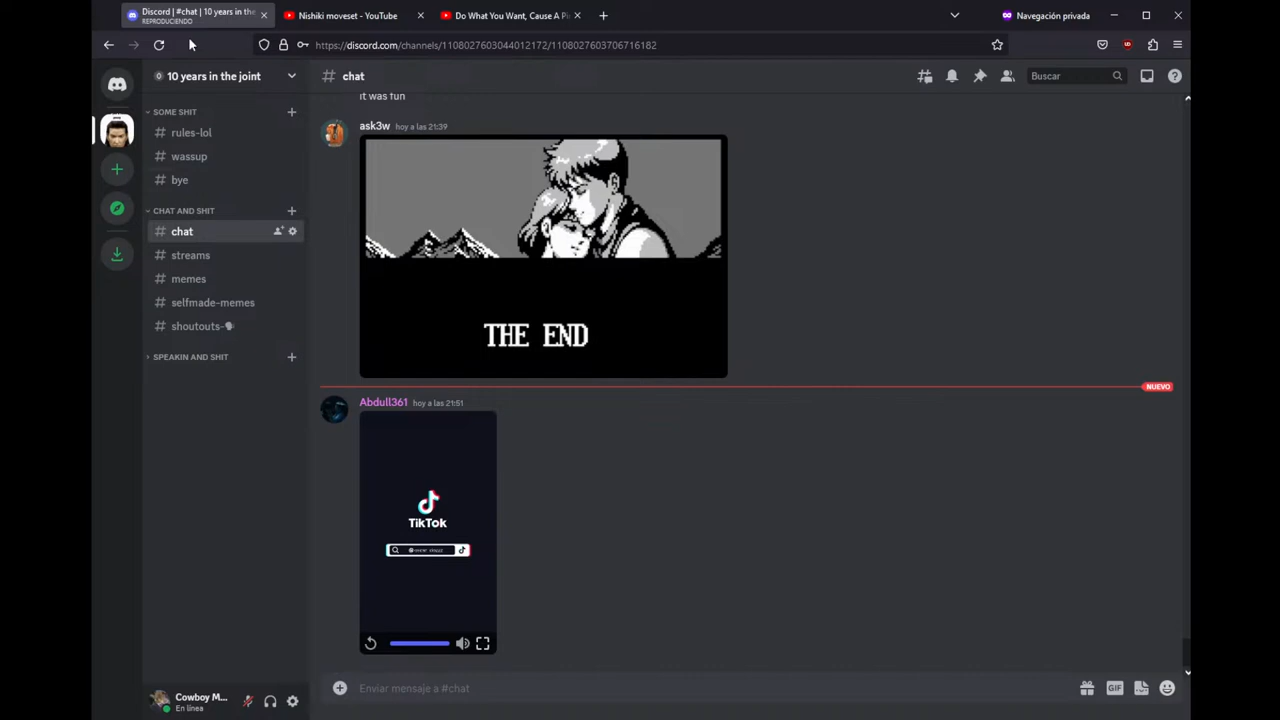 Discord | #chat | 10 years in the
REPRODUCIENDO
Nishiki moveset - YouTube
Do What You Want, Cause A Pi
Navegación privada
https://discord.com/channels/1108027603044012172/1108027603706716182
10 years in the joint
# chat
Buscar
it was fun
SOME SHIT
# rules-lol
# wassup
# bye
CHAT AND SHIT
# chat
# streams
# memes
# selfmade-memes
# shoutouts-🗣
SPEAKIN AND SHIT
ask3w hoy a las 21:39
THE END
NUEVO
Abdull361 hoy a las 21:51
TikTok
Cowboy M...
En línea
Enviar mensaje a #chat
GIF